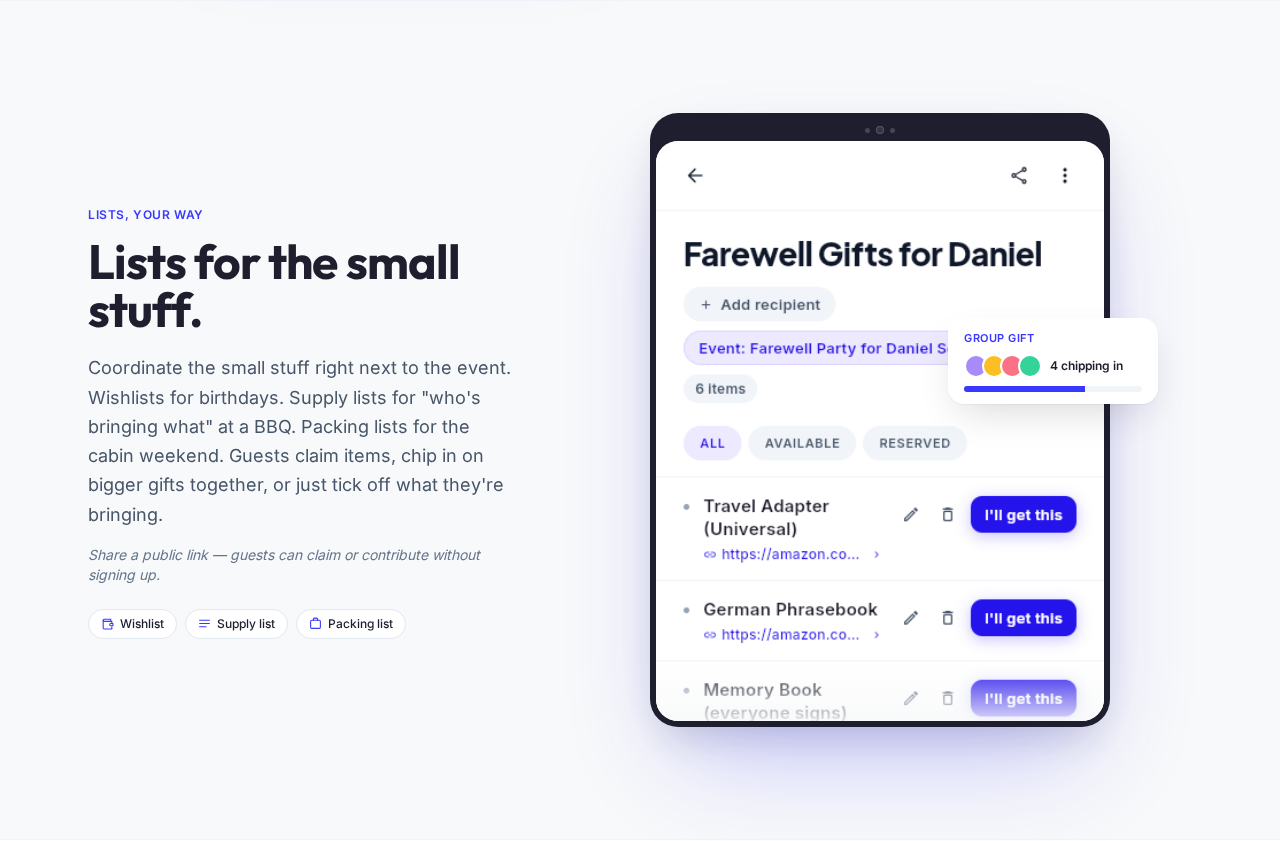 LISTS, YOUR WAY
Lists for the small
stuff.
Coordinate the small stuff right next to the event.
Wishlists for birthdays. Supply lists for "who's
bringing what" at a BBQ. Packing lists for the
cabin weekend. Guests claim items, chip in on
bigger gifts together, or just tick off what they're
bringing.
Share a public link — guests can claim or contribute without
signing up.
Wishlist
Supply list
Packing list
Farewell Gifts for Daniel
+ Add recipient
Event: Farewell Party for Daniel
6 items
GROUP GIFT
4 chipping in
ALL
AVAILABLE
RESERVED
Travel Adapter
(Universal)
https://amazon.co...
I'll get this
German Phrasebook
https://amazon.co...
I'll get this
Memory Book
(everyone signs)
I'll get this